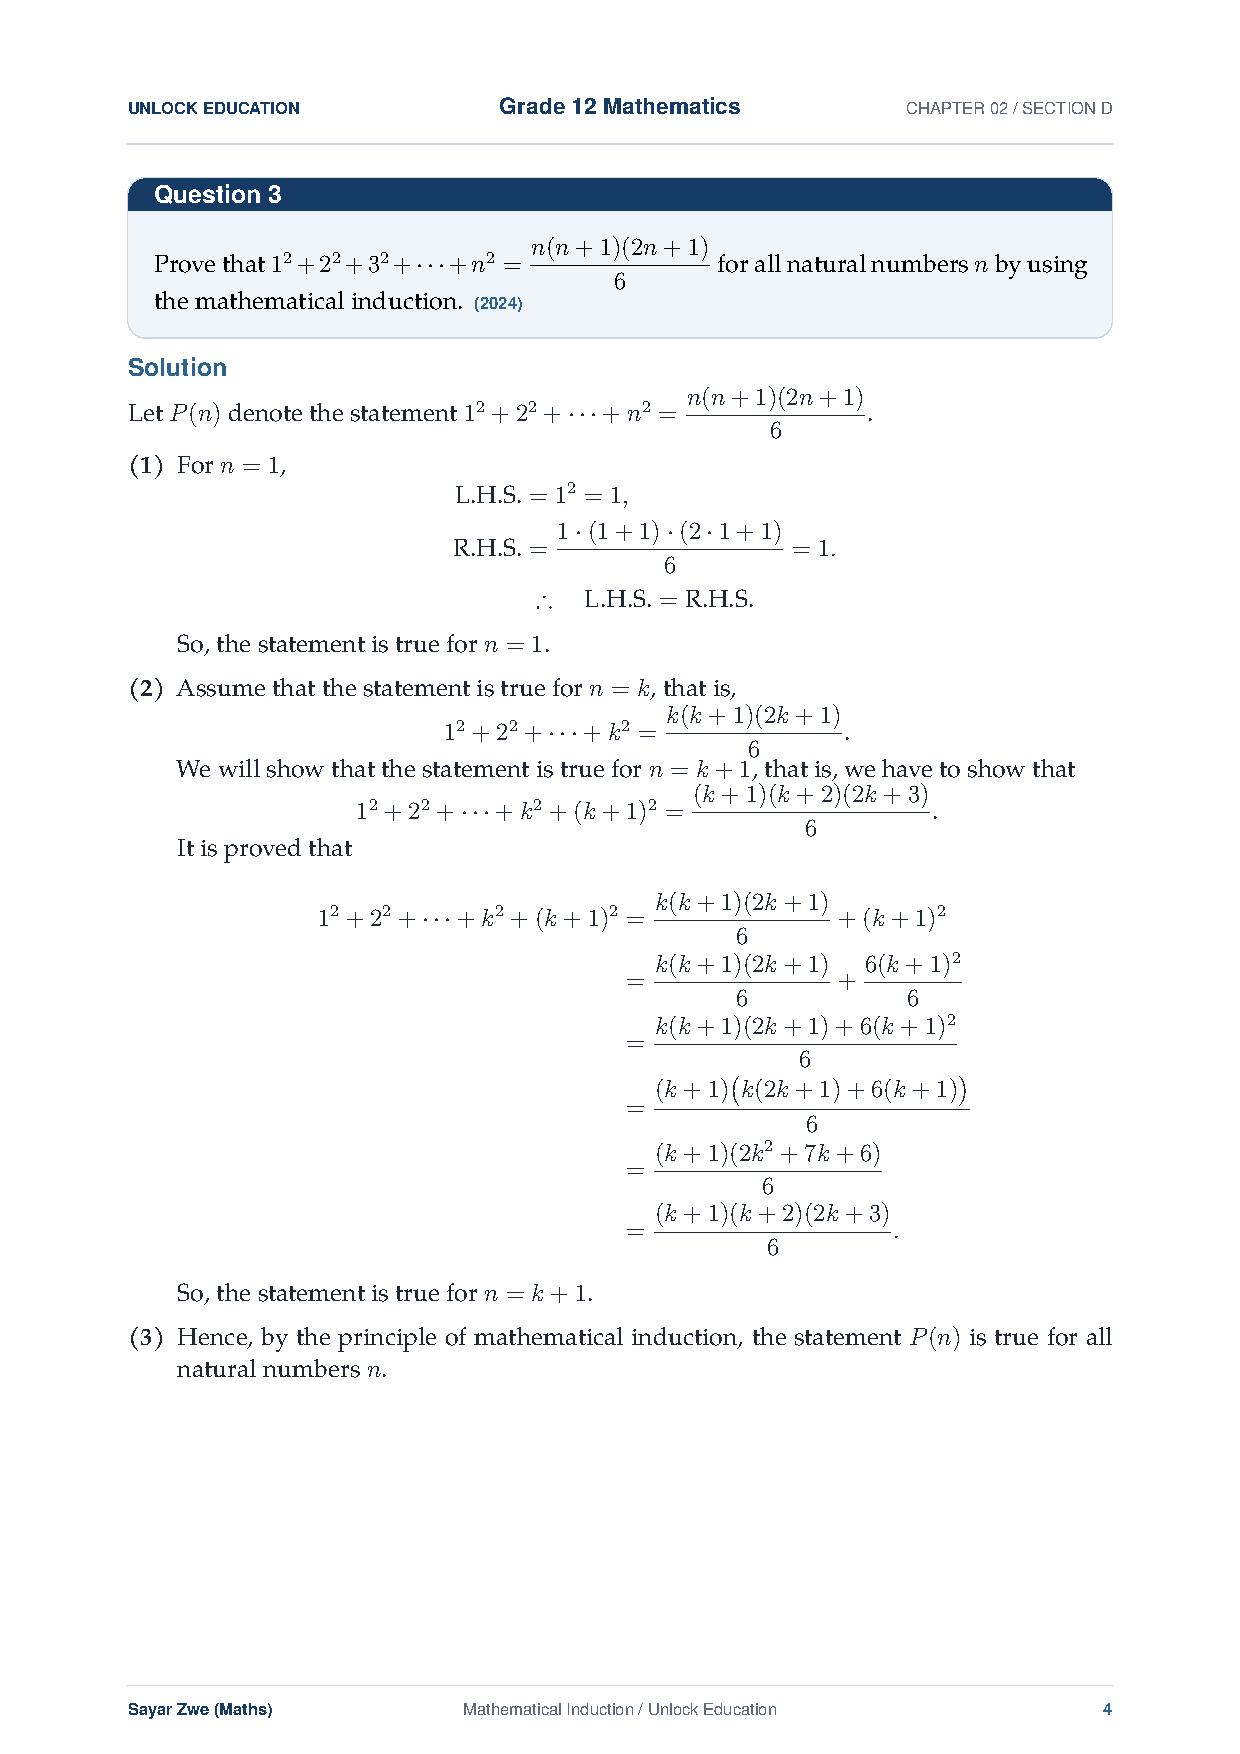 UNLOCK EDUCATION Grade 12 Mathematics CHAPTER 02 / SECTION D
Question 3
Prove that 1² + 2² + 3² + ··· + n² = n(n + 1)(2n + 1)/6 for all natural numbers n by using
the mathematical induction. (2024)
Solution
Let P(n) denote the statement 1² + 2² + ··· + n² = n(n + 1)(2n + 1)/6.
(1) For n = 1,
L.H.S. = 1² = 1,
R.H.S. = 1 · (1 + 1) · (2 · 1 + 1)/6 = 1.
∴ L.H.S. = R.H.S.
So, the statement is true for n = 1.
(2) Assume that the statement is true for n = k, that is,
1² + 2² + ··· + k² = k(k + 1)(2k + 1)/6.
We will show that the statement is true for n = k + 1, that is, we have to show that
1² + 2² + ··· + k² + (k + 1)² = (k + 1)(k + 2)(2k + 3)/6.
It is proved that
1² + 2² + ··· + k² + (k + 1)² = k(k + 1)(2k + 1)/6 + (k + 1)²
= k(k + 1)(2k + 1)/6 + 6(k + 1)²/6
= k(k + 1)(2k + 1) + 6(k + 1)²/6
= (k + 1)(k(2k + 1) + 6(k + 1))/6
= (k + 1)(2k² + 7k + 6)/6
= (k + 1)(k + 2)(2k + 3)/6.
So, the statement is true for n = k + 1.
(3) Hence, by the principle of mathematical induction, the statement P(n) is true for all
natural numbers n.
Sayar Zwe (Maths) Mathematical Induction / Unlock Education 4